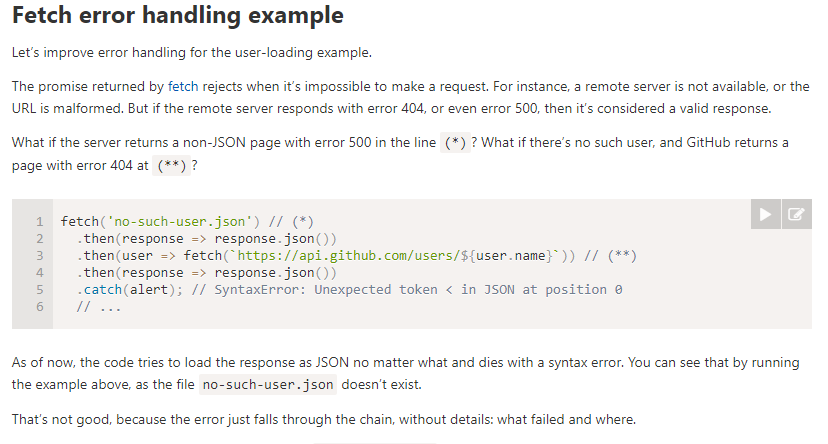 Fetch error handling example
Let's improve error handling for the user-loading example.
The promise returned by fetch rejects when it's impossible to make a request. For instance, a remote server is not available, or the
URL is malformed. But if the remote server responds with error 404, or even error 500, then it's considered a valid response.
What if the server returns a non-JSON page with error 500 in the line (*) ? What if there's no such user, and GitHub returns a
page with error 404 at (**) ?
1 fetch('no-such-user.json') // (*)
2   .then(response => response.json())
3   .then(user => fetch(`https://api.github.com/users/${user.name}`)) // (**)
4   .then(response => response.json())
5   .catch(alert); // SyntaxError: Unexpected token < in JSON at position 0
6   // ...
As of now, the code tries to load the response as JSON no matter what and dies with a syntax error. You can see that by running
the example above, as the file no-such-user.json doesn't exist.
That's not good, because the error just falls through the chain, without details: what failed and where.